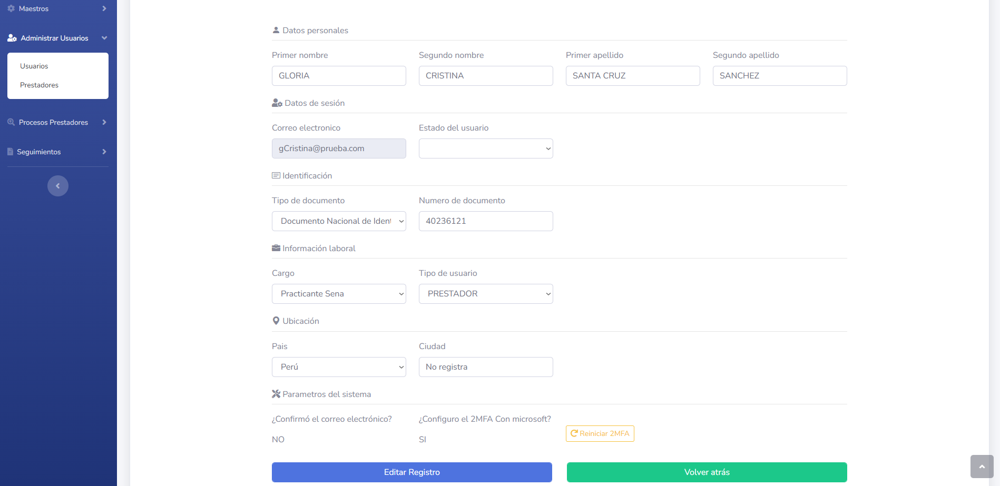 Maestros
Administrar Usuarios
Usuarios
Prestadores
Procesos Prestadores
Seguimientos
Datos personales
Primer nombre Segundo nombre Primer apellido Segundo apellido
GLORIA CRISTINA SANTA CRUZ SANCHEZ
Datos de sesión
Correo electronico Estado del usuario
gCristina@prueba.com
Identificación
Tipo de documento Numero de documento
Documento Nacional de Ident 40236121
Información laboral
Cargo Tipo de usuario
Practicante Sena PRESTADOR
Ubicación
Pais Ciudad
Perú No registra
Parametros del sistema
¿Confirmó el correo electrónico? ¿Configuro el 2MFA Con microsoft?
NO SI Reiniciar 2MFA
Editar Registro Volver atrás